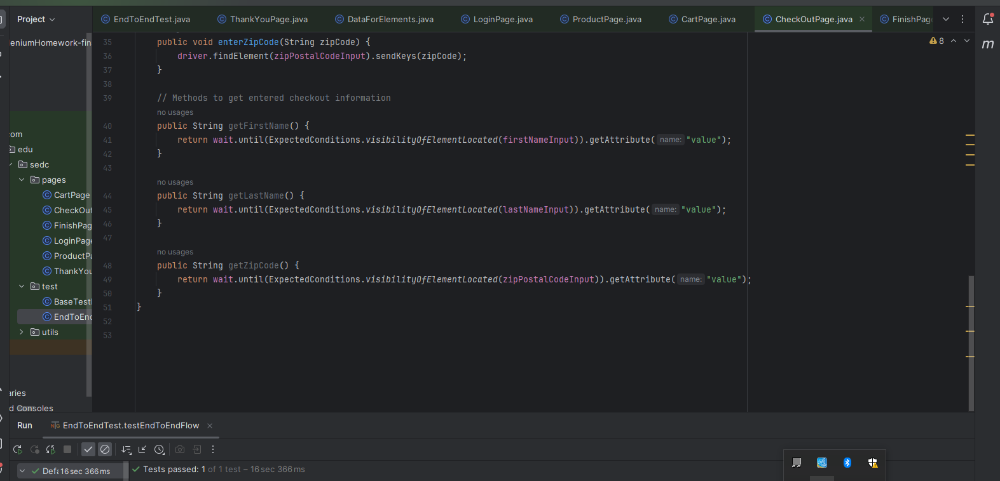 Project
EndToEndTest.java
ThankYouPage.java
DataForElements.java
LoginPage.java
ProductPage.java
CartPage.java
CheckOutPage.java
FinishPag
eniumHomework-fin
com
edu
sedc
pages
CartPage
CheckOut
FinishPag
LoginPage
ProductPa
ThankYou
test
BaseTest
EndToEnd
utils
aries
d Consoles
8
m
35 public void enterZipCode(String zipCode) {
36 driver.findElement(zipPostalCodeInput).sendKeys(zipCode);
37 }
38
39 // Methods to get entered checkout information
no usages
40 public String getFirstName() {
41 return wait.until(ExpectedConditions.visibilityOfElementLocated(firstNameInput)).getAttribute( name: "value");
42 }
43
no usages
44 public String getLastName() {
45 return wait.until(ExpectedConditions.visibilityOfElementLocated(lastNameInput)).getAttribute( name: "value");
46 }
47
no usages
48 public String getZipCode() {
49 return wait.until(ExpectedConditions.visibilityOfElementLocated(zipPostalCodeInput)).getAttribute( name: "value");
50 }
51 }
52
53
Run
EndToEndTest.testEndToEndFlow
Defa 16 sec 366 ms
Tests passed: 1 of 1 test – 16 sec 366 ms